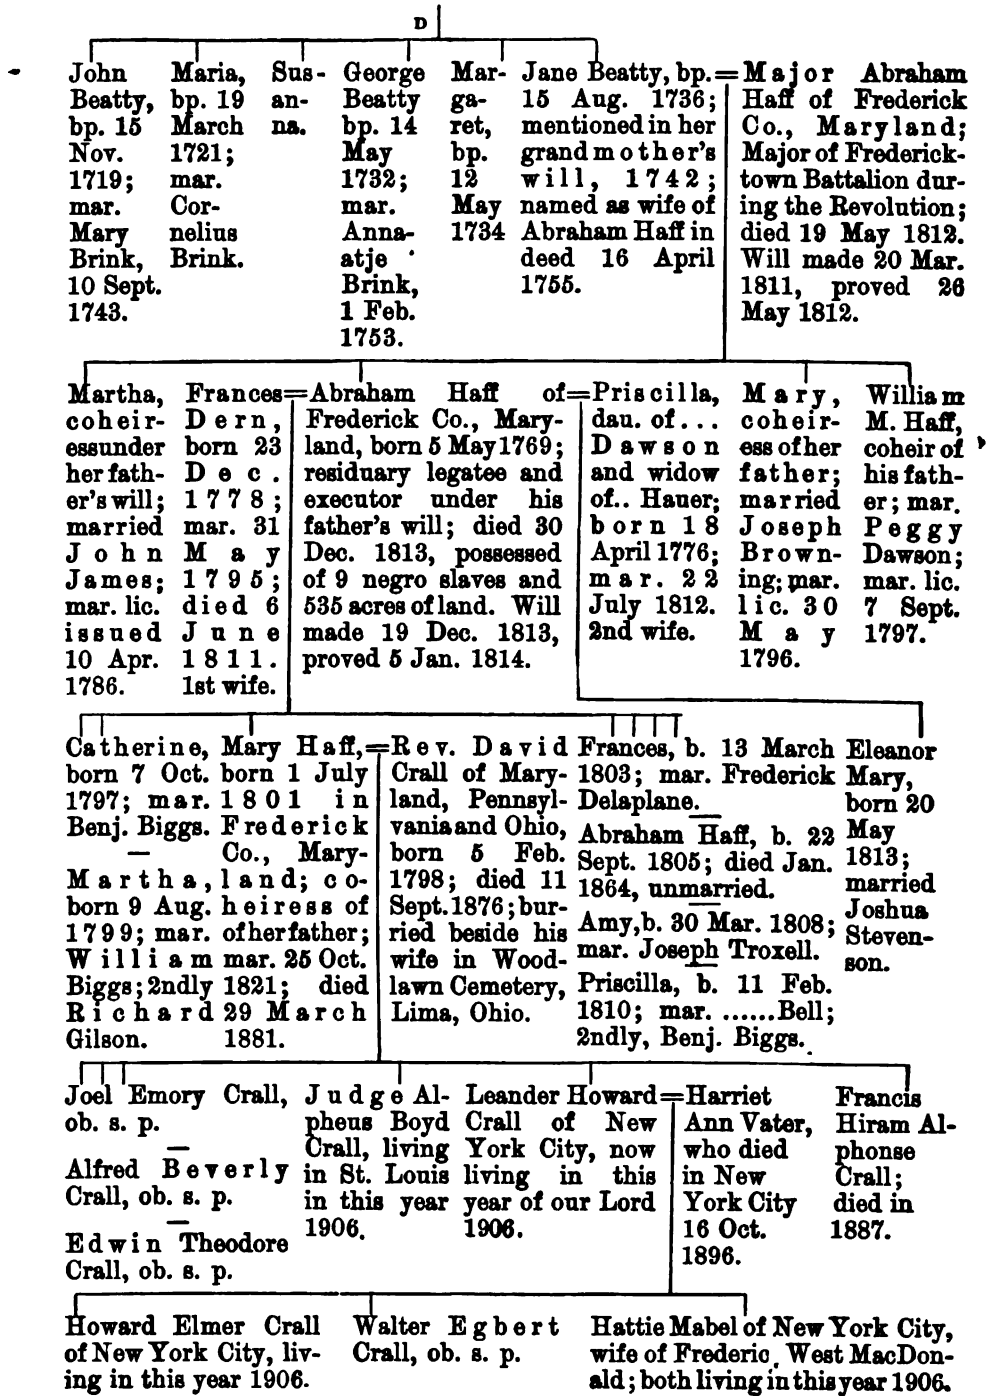 D
John
Beatty,
bp. 15
Nov.
1719;
mar.
Mary
Brink,
10 Sept.
1743.
Maria,
bp. 19
March
1721;
mar.
Cor-
nelius
Brink.
Sus-
an-
na.
George
Beatty
bp. 14
May
1732;
mar.
Anna-
atje
Brink,
1 Feb.
1753.
Mar-
ga-
ret,
bp.
12
May
1734
Jane Beatty, bp.=
15 Aug. 1736;
mentioned in her
grandmother's
will, 1742;
named as wife of
Abraham Haff in
deed 16 April
1755.
Major Abraham
Haff of Frederick
Co., Maryland;
Major of Frederick-
town Battalion dur-
ing the Revolution;
died 19 May 1812.
Will made 20 Mar.
1811, proved 26
May 1812.
Martha,
coheir-
essunder
her fath-
er's will;
married
John
James;
mar. lic.
issued
10 Apr.
1786.
Frances=
Dern,
born 23
Dec.
1778;
mar. 31
May
1795;
died 6
June
1811.
1st wife.
Abraham Haff of=
Frederick Co., Mary-
land, born 5 May 1769;
residuary legatee and
executor under his
father's will; died 30
Dec. 1813, possessed
of 9 negro slaves and
535 acres of land. Will
made 19 Dec. 1813,
proved 5 Jan. 1814.
Priscilla,
dau. of...
Dawson
and widow
of.. Hauer;
born 18
April 1776;
mar. 22
July 1812.
2nd wife.
Mary,
coheir-
ess of her
father;
married
Joseph
Brown-
ing; mar.
lic. 30
May
1796.
William
M. Haff,
coheir of
his fath-
er; mar.
Peggy
Dawson;
mar. lic.
7 Sept.
1797.
Catherine,
born 7 Oct.
1797; mar.
Benj. Biggs.
—
Martha,
born 9 Aug.
1799; mar.
William
Biggs; 2ndly
Richard
Gilson.
Mary Haff,=
born 1 July
1801 in
Frederick
Co., Mary-
land; co-
heiress of
of her father;
mar. 25 Oct.
1821; died
29 March
1881.
Rev. David
Crall of Mary-
land, Pennsyl-
vania and Ohio,
born 5 Feb.
1798; died 11
Sept. 1876; bur-
ried beside his
wife in Wood-
lawn Cemetery,
Lima, Ohio.
Frances, b. 13 March
1803; mar. Frederick
Delaplane.
—
Abraham Haff, b. 22
Sept. 1805; died Jan.
1864, unmarried.
—
Amy, b. 30 Mar. 1808;
mar. Joseph Troxell.
—
Priscilla, b. 11 Feb.
1810; mar. ......Bell;
2ndly, Benj. Biggs.
Eleanor
Mary,
born 20
May
1813;
married
Joshua
Steven-
son.
Joel Emory Crall,
ob. s. p.
—
Alfred Beverly
Crall, ob. s. p.
—
Edwin Theodore
Crall, ob. s. p.
Judge Al-
pheus Boyd
Crall, living
in St. Louis
in this year
1906.
Leander Howard=
Crall of New
York City, now
living in this
year of our Lord
1906.
Harriet
Ann Vater,
who died
in New
York City
16 Oct.
1896.
Francis
Hiram Al-
phonse
Crall;
died in
1887.
Howard Elmer Crall
of New York City, liv-
ing in this year 1906.
Walter Egbert
Crall, ob. s. p.
Hattie Mabel of New York City,
wife of Frederic West MacDon-
ald; both living in this year 1906.